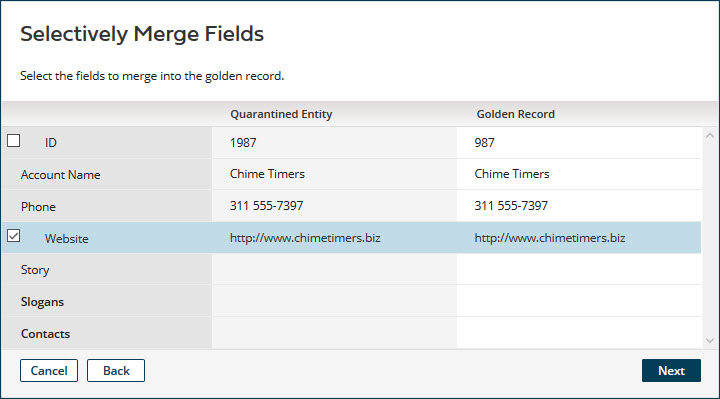 Selectively Merge Fields
Select the fields to merge into the golden record.
Quarantined Entity Golden Record
ID 1987 987
Account Name Chime Timers Chime Timers
Phone 311 555-7397 311 555-7397
Website http://www.chimetimers.biz http://www.chimetimers.biz
Story
Slogans
Contacts
Cancel Back Next